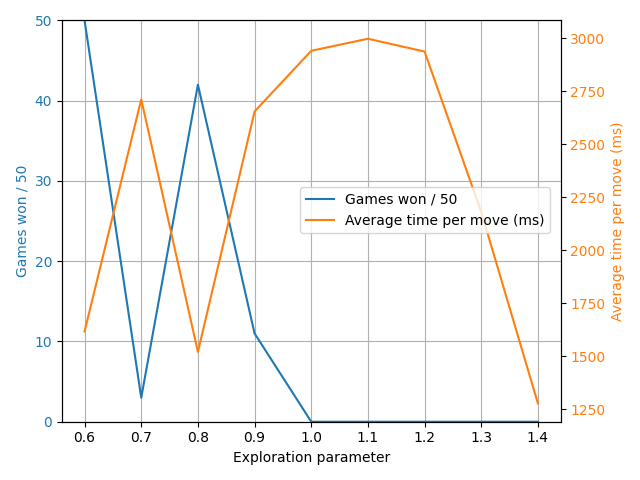 50
40
30
20
10
0
Games won / 50
3000
2750
2500
2250
2000
1750
1500
1250
Average time per move (ms)
Games won / 50
Average time per move (ms)
0.6 0.7 0.8 0.9 1.0 1.1 1.2 1.3 1.4
Exploration parameter